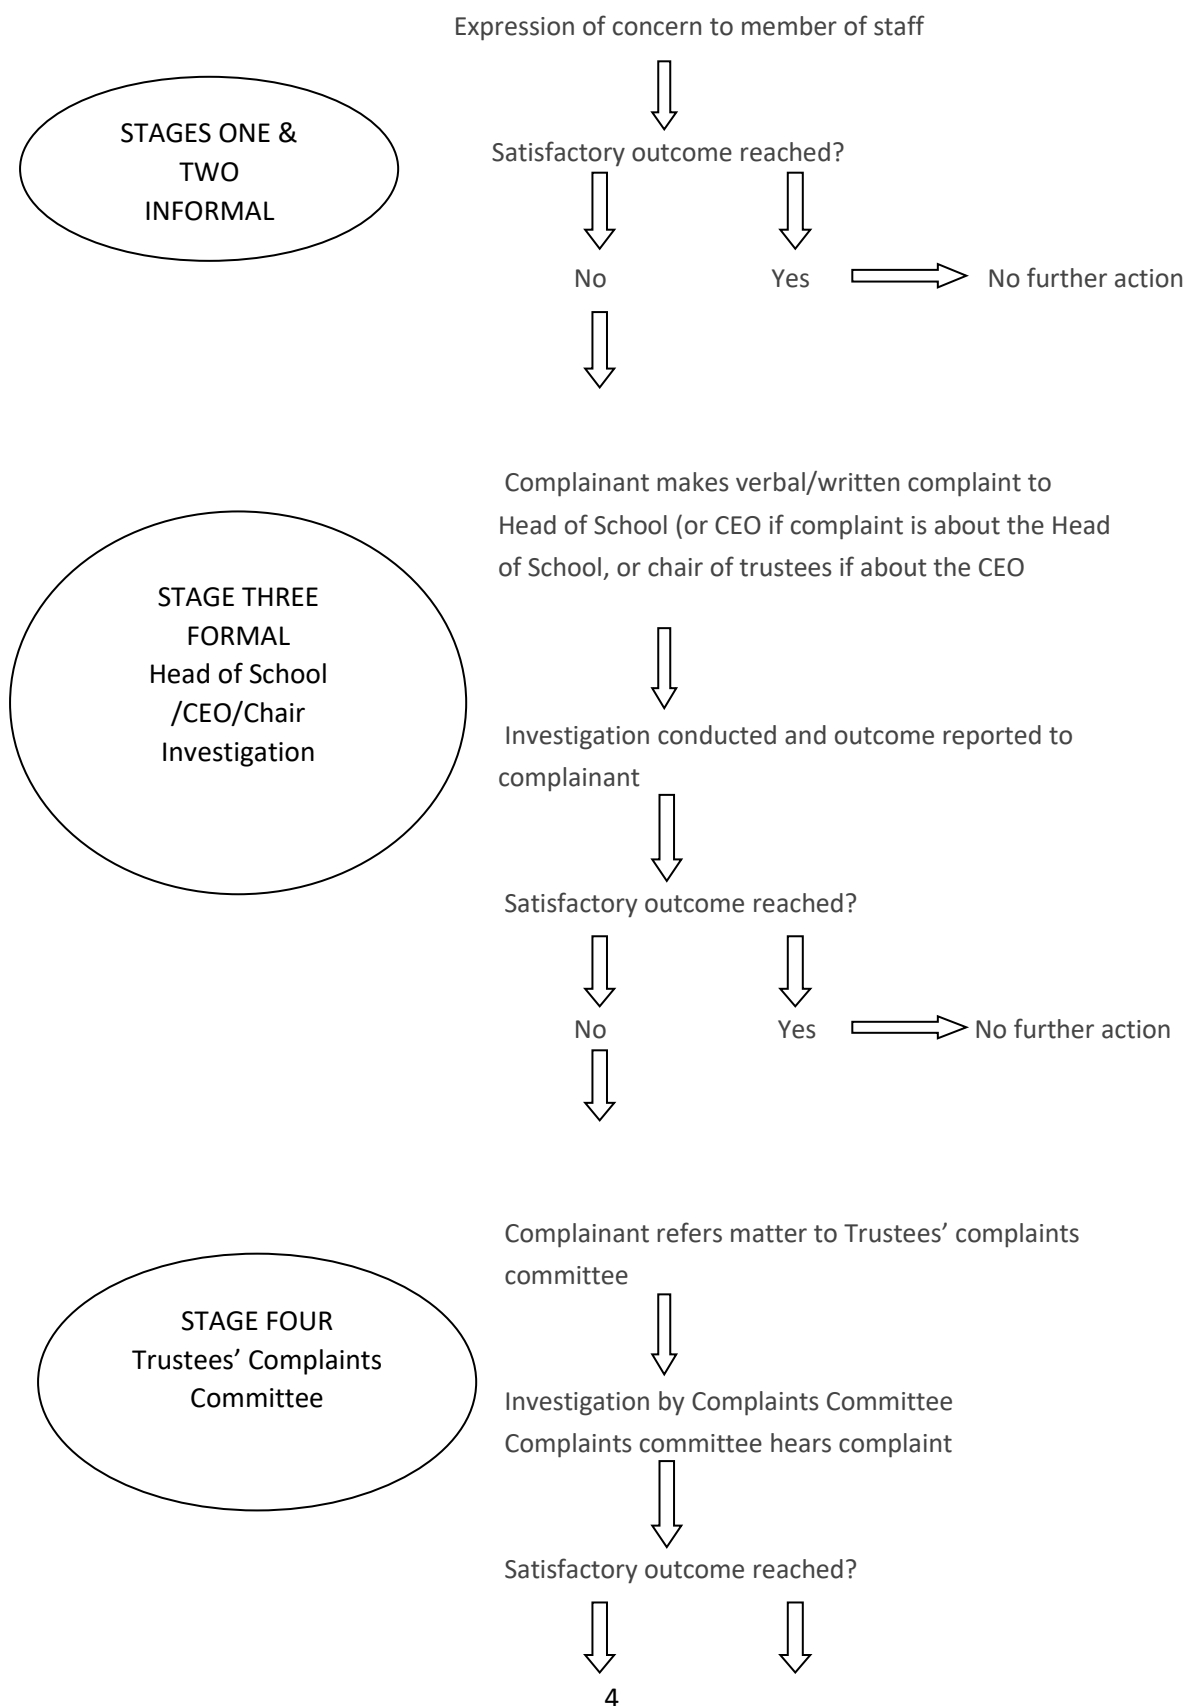 Expression of concern to member of staff
STAGES ONE &
TWO
INFORMAL
Satisfactory outcome reached?
No
Yes
No further action
Complainant makes verbal/written complaint to
Head of School (or CEO if complaint is about the Head
of School, or chair of trustees if about the CEO
STAGE THREE
FORMAL
Head of School
/CEO/Chair
Investigation
Investigation conducted and outcome reported to
complainant
Satisfactory outcome reached?
No
Yes
No further action
Complainant refers matter to Trustees’ complaints
committee
STAGE FOUR
Trustees’ Complaints
Committee
Investigation by Complaints Committee
Complaints committee hears complaint
Satisfactory outcome reached?
4